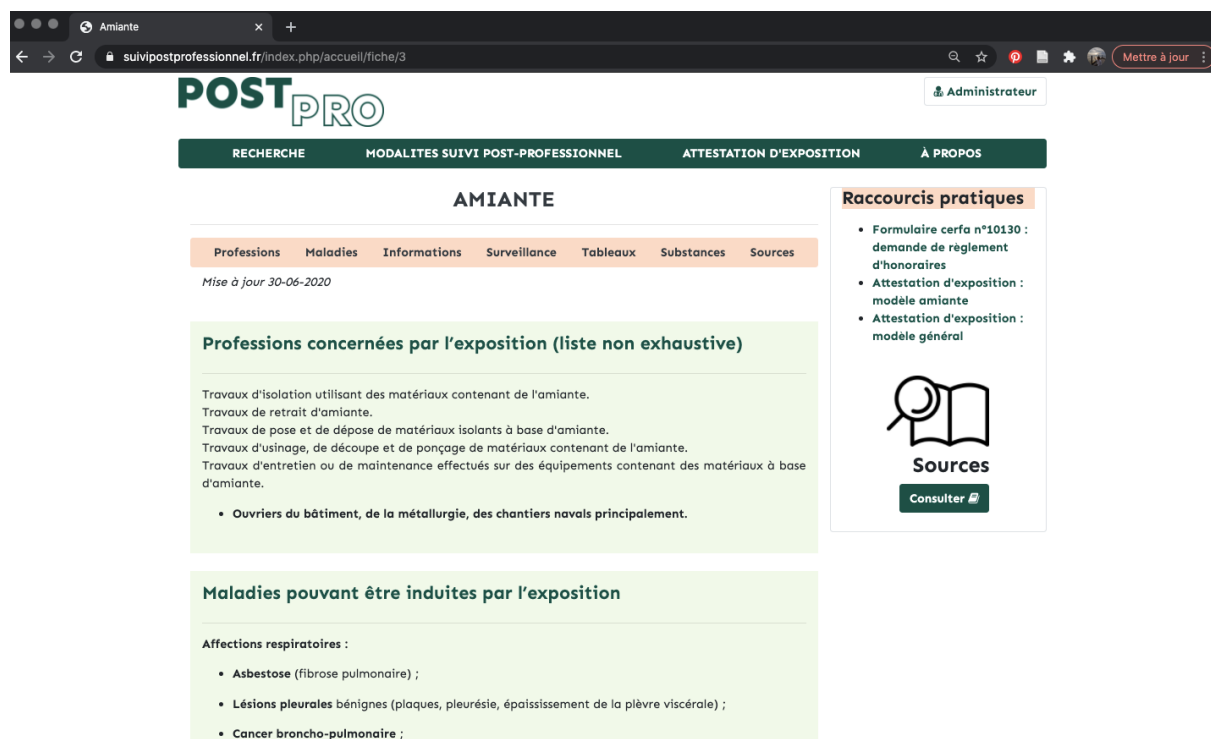 Amiante
suivipostprofessionnel.fr/index.php/accueil/fiche/3
Mettre à jour
POST PRO
Administrateur
RECHERCHE MODALITES SUIVI POST-PROFESSIONNEL ATTESTATION D'EXPOSITION À PROPOS
AMIANTE
Professions Maladies Informations Surveillance Tableaux Substances Sources
Mise à jour 30-06-2020
Professions concernées par l'exposition (liste non exhaustive)
Travaux d'isolation utilisant des matériaux contenant de l'amiante.
Travaux de retrait d'amiante.
Travaux de pose et de dépose de matériaux isolants à base d'amiante.
Travaux d'usinage, de découpe et de ponçage de matériaux contenant de l'amiante.
Travaux d'entretien ou de maintenance effectués sur des équipements contenant des matériaux à base
d'amiante.
• Ouvriers du bâtiment, de la métallurgie, des chantiers navals principalement.
Maladies pouvant être induites par l'exposition
Affections respiratoires :
• Asbestose (fibrose pulmonaire) ;
• Lésions pleurales bénignes (plaques, pleurésie, épaississement de la plèvre viscérale) ;
• Cancer broncho-pulmonaire ;
Raccourcis pratiques
• Formulaire cerfa n°10130 :
demande de règlement
d'honoraires
• Attestation d'exposition :
modèle amiante
• Attestation d'exposition :
modèle général
Sources
Consulter